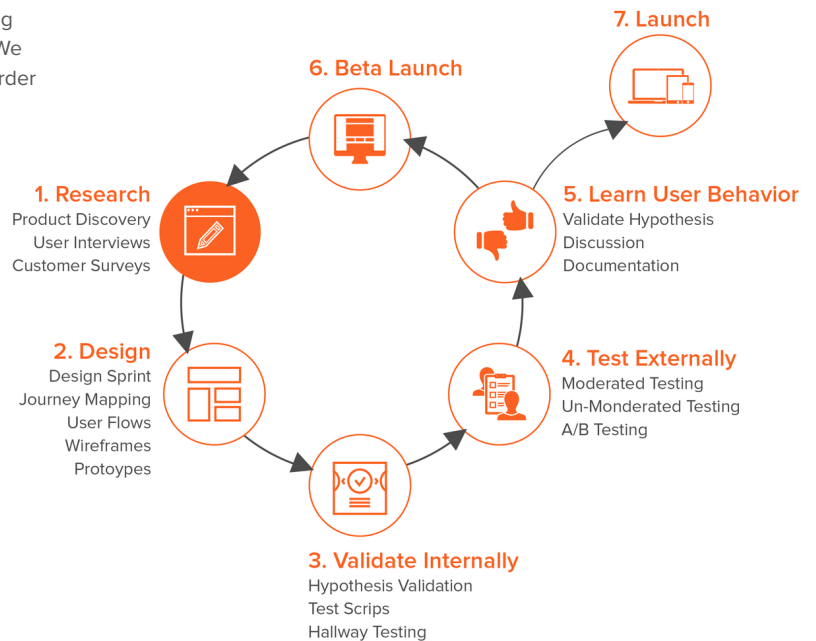 g
We
rder
7. Launch
6. Beta Launch
1. Research
Product Discovery
User Interviews
Customer Surveys
5. Learn User Behavior
Validate Hypothesis
Discussion
Documentation
2. Design
Design Sprint
Journey Mapping
User Flows
Wireframes
Protoypes
4. Test Externally
Moderated Testing
Un-Monderated Testing
A/B Testing
3. Validate Internally
Hypothesis Validation
Test Scrips
Hallway Testing